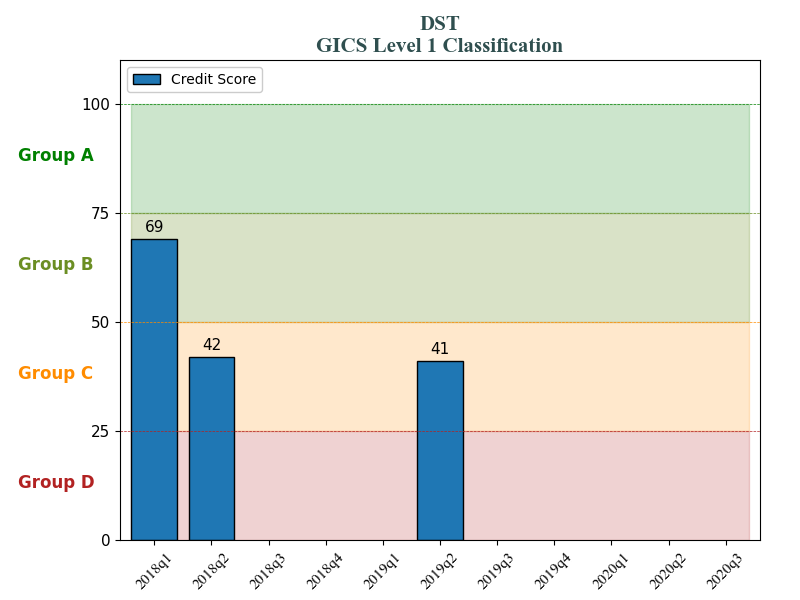 DST
GICS Level 1 Classification
Credit Score
100
Group A
75
69
Group B
50
42
41
Group C
25
Group D
0
2018q1
2018q2
2018q3
2018q4
2019q1
2019q2
2019q3
2019q4
2020q1
2020q2
2020q3